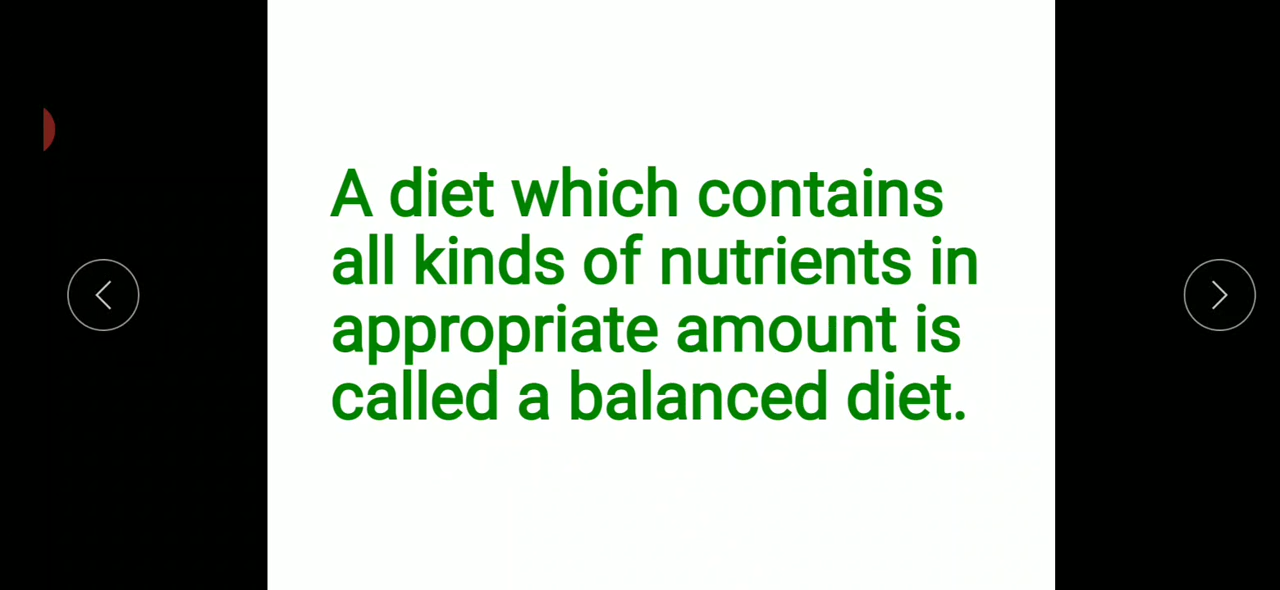 A diet which contains
all kinds of nutrients in
appropriate amount is
called a balanced diet.